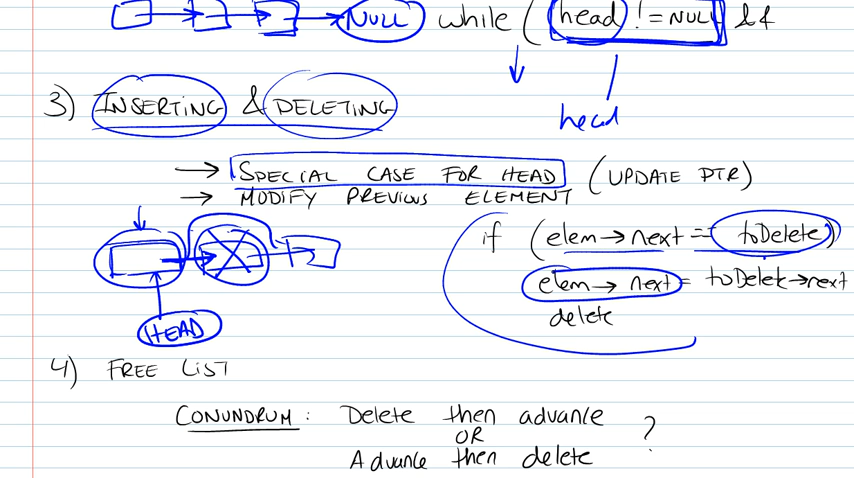 NULL while ( head != NULL &&
head
3) INSERTING & DELETING
→ SPECIAL CASE FOR HEAD (UPDATE PTR)
→ MODIFY PREVIOUS ELEMENT
if (elem→next == toDelete)
elem→next = toDelete→next
delete
HEAD
4) FREE LIST
CONUNDRUM: Delete then advance
OR
Advance then delete ?